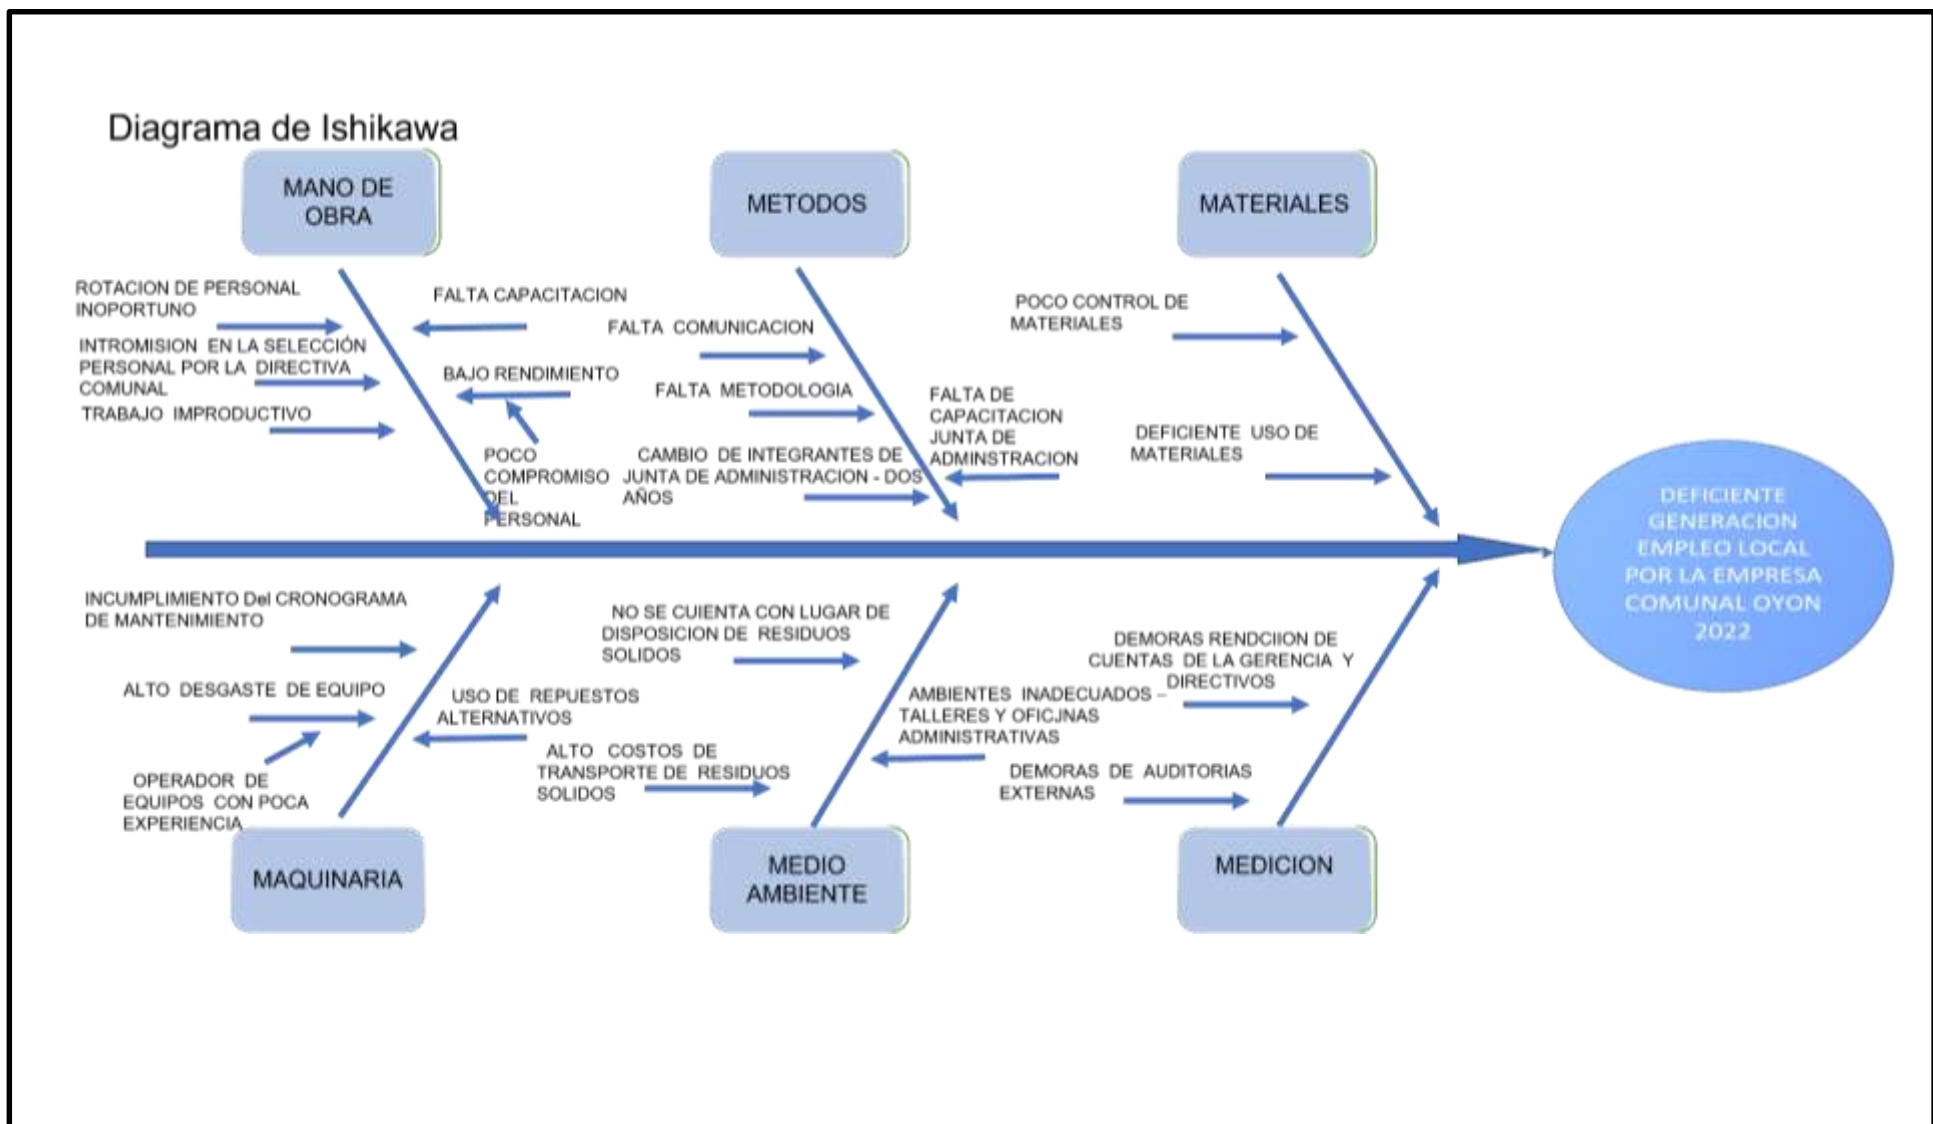 Diagrama de Ishikawa
MANO DE
OBRA
METODOS
MATERIALES
ROTACION DE PERSONAL
INOPORTUNO
INTROMISION EN LA SELECCIÓN
PERSONAL POR LA DIRECTIVA
COMUNAL
TRABAJO IMPRODUCTIVO
FALTA CAPACITACION
BAJO RENDIMIENTO
POCO
COMPROMISO
DEL
PERSONAL
FALTA COMUNICACION
FALTA METODOLOGIA
CAMBIO DE INTEGRANTES DE
JUNTA DE ADMINISTRACION - DOS
AÑOS
FALTA DE
CAPACITACION
JUNTA DE
ADMINSTRACION
POCO CONTROL DE
MATERIALES
DEFICIENTE USO DE
MATERIALES
DEFICIENTE
GENERACION
EMPLEO LOCAL
POR LA EMPRESA
COMUNAL OYON
2022
INCUMPLIMIENTO Del CRONOGRAMA
DE MANTENIMIENTO
ALTO DESGASTE DE EQUIPO
OPERADOR DE
EQUIPOS CON POCA
EXPERIENCIA
USO DE REPUESTOS
ALTERNATIVOS
NO SE CUIENTA CON LUGAR DE
DISPOSICION DE RESIDUOS
SOLIDOS
ALTO COSTOS DE
TRANSPORTE DE RESIDUOS
SOLIDOS
AMBIENTES INADECUADOS –
TALLERES Y OFICJNAS
ADMINISTRATIVAS
DEMORAS RENDCIION DE
CUENTAS DE LA GERENCIA Y
DIRECTIVOS
DEMORAS DE AUDITORIAS
EXTERNAS
MAQUINARIA
MEDIO
AMBIENTE
MEDICION